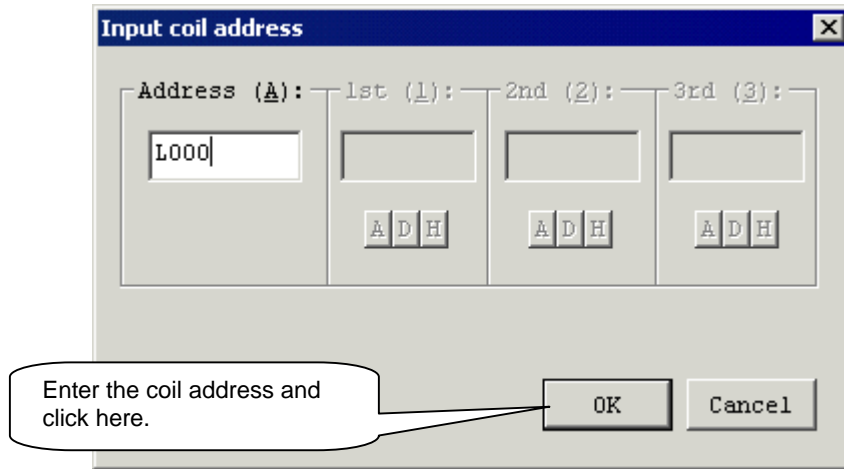 Input coil address
Address (A): 1st (1): 2nd (2): 3rd (3):
L000
A D H A D H A D H
Enter the coil address and
click here.
OK Cancel